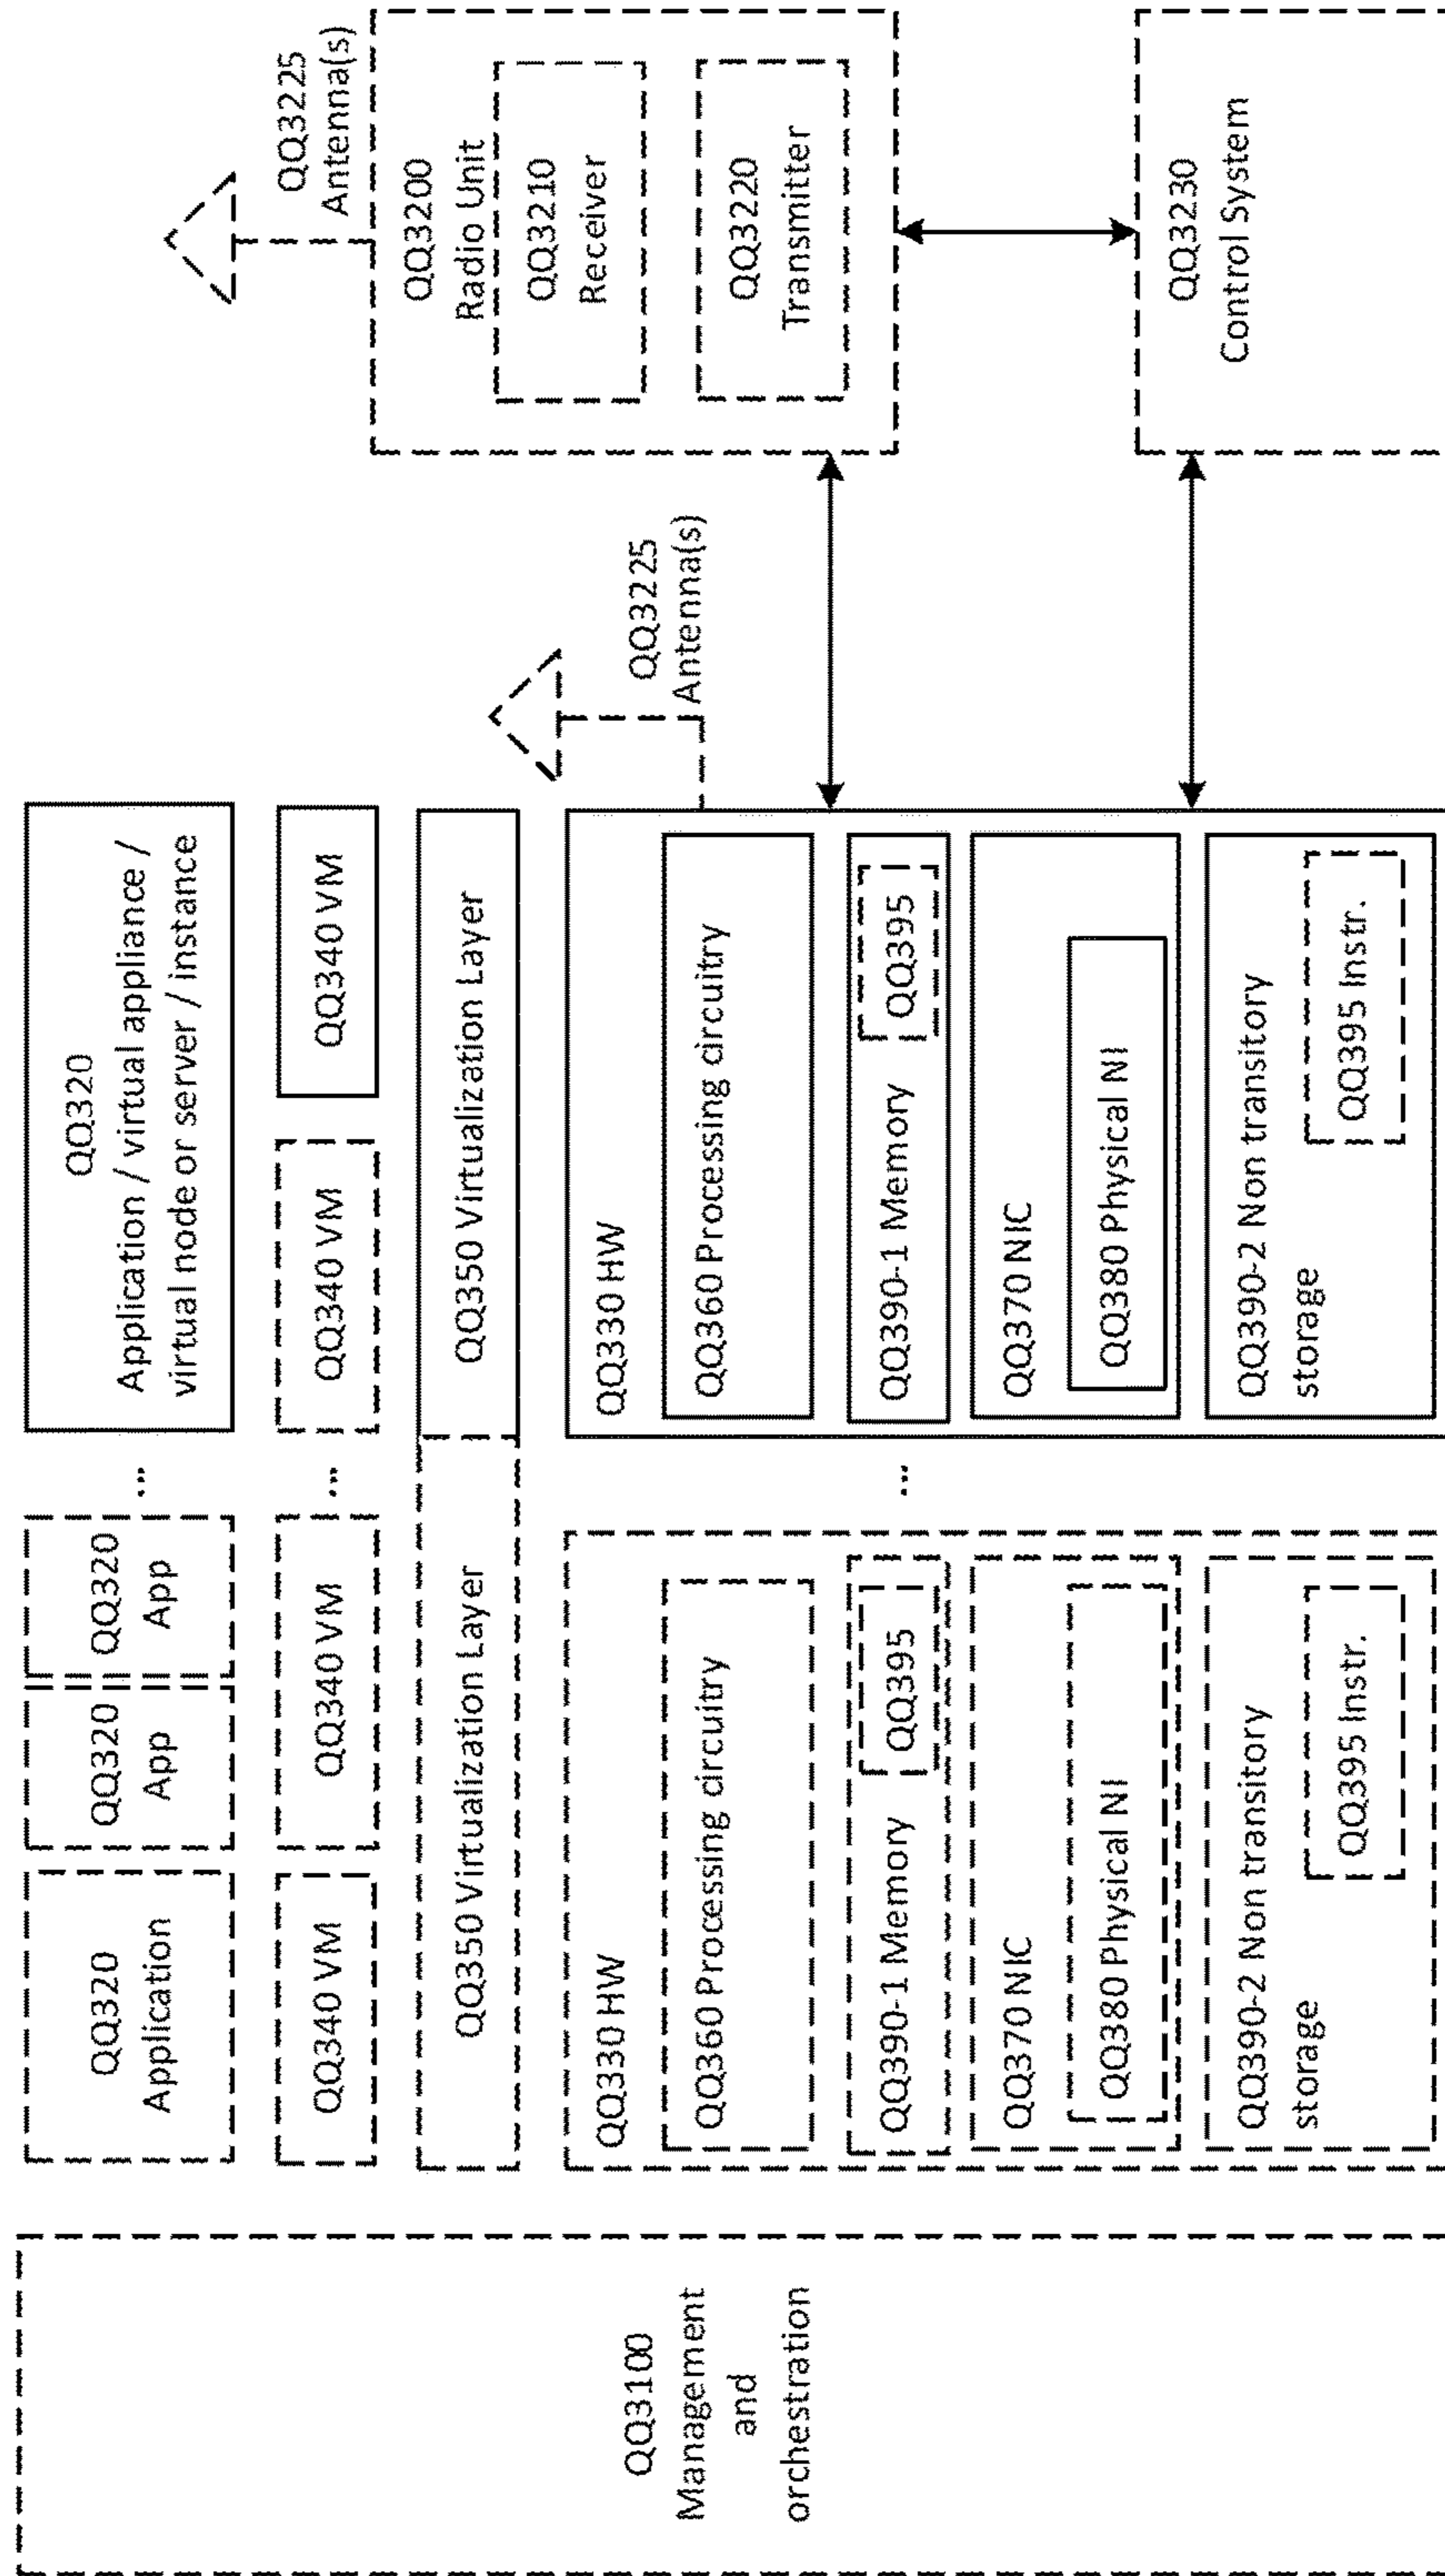 QQ3100
Management
and
orchestration
QQ320
Application
QQ320
App
QQ320
App
...
QQ320
Application / virtual appliance /
virtual node or server / instance
QQ340 VM
QQ340 VM
...
QQ340 VM
QQ340 VM
QQ350 Virtualization Layer
QQ350 Virtualization Layer
QQ330 HW
QQ360 Processing circuitry
QQ390-1 Memory
QQ395
QQ370 NIC
QQ380 Physical NI
QQ390-2 Non transitory
storage
QQ395 Instr.
...
QQ330 HW
QQ360 Processing circuitry
QQ390-1 Memory
QQ395
QQ370 NIC
QQ380 Physical NI
QQ390-2 Non transitory
storage
QQ395 Instr.
QQ3225
Antenna(s)
QQ3225
Antenna(s)
QQ3200
Radio Unit
QQ3210
Receiver
QQ3220
Transmitter
QQ3230
Control System